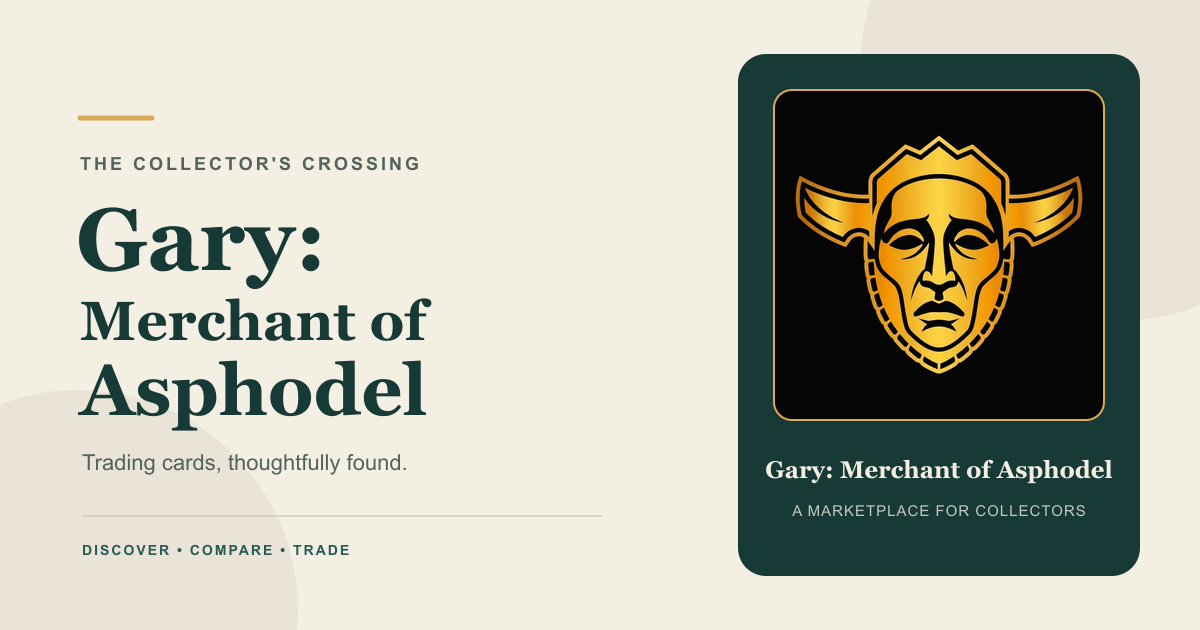 THE COLLECTOR'S CROSSING
Gary:
Merchant of
Asphodel
Trading cards, thoughtfully found.
DISCOVER • COMPARE • TRADE
Gary: Merchant of Asphodel
A MARKETPLACE FOR COLLECTORS